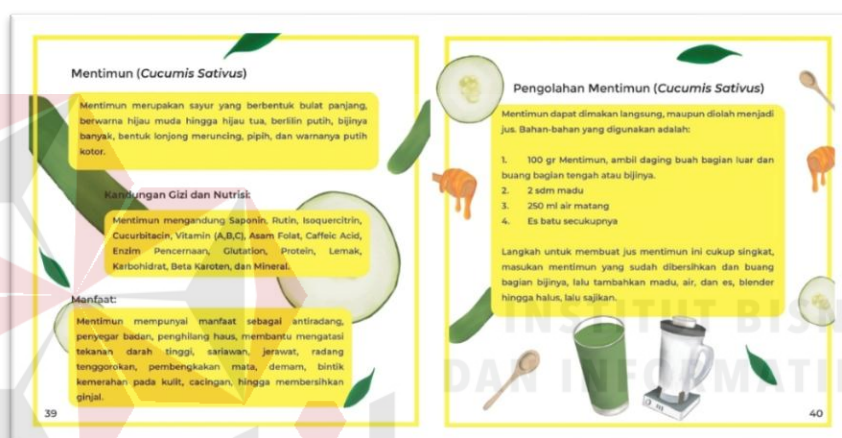 Mentimun (Cucumis Sativus)
Mentimun merupakan sayur yang berbentuk bulat panjang,
berwarna hijau muda hingga hijau tua, berlilin putih, bijinya
banyak, bentuk lonjong meruncing, pipih, dan warnanya putih
kotor.
Kandungan Gizi dan Nutrisi:
Mentimun mengandung Saponin, Rutin, Isoquercitrin,
Cucurbitacin, Vitamin (A,B,C), Asam Folat, Caffeic Acid,
Enzim Pencernaan, Glutation, Protein, Lemak,
Karbohidrat, Beta Karoten, dan Mineral.
Manfaat:
Mentimun mempunyai manfaat sebagai antiradang,
penyegar badan, penghilang haus, membantu mengatasi
tekanan darah tinggi, sariawan, jerawat, radang
tenggorokan, pembengkakan mata, demam, bintik
kemerahan pada kulit, cacingan, hingga membersihkan
ginjal.
39
Pengolahan Mentimun (Cucumis Sativus)
Mentimun dapat dimakan langsung, maupun diolah menjadi
jus. Bahan-bahan yang digunakan adalah:
1. 100 gr Mentimun, ambil daging buah bagian luar dan
buang bagian tengah atau bijinya.
2. 2 sdm madu
3. 250 ml air matang
4. Es batu secukupnya
Langkah untuk membuat jus mentimun ini cukup singkat,
masukan mentimun yang sudah dibersihkan dan buang
bagian bijinya, lalu tambahkan madu, air, dan es, blender
hingga halus, lalu sajikan.
INSTITUT BISN
DAN INFORMATI
40